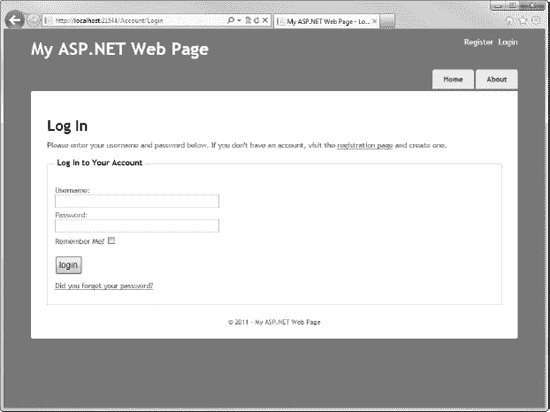 http://localhost:21544/Account/Login
My ASP.NET Web Page - Lo...
My ASP.NET Web Page
Register Login
Home About
Log In
Please enter your username and password below. If you don't have an account, visit the registration page and create one.
Log In to Your Account
Username:
Password:
Remember Me?
login
Did you forget your password?
© 2011 - My ASP.NET Web Page